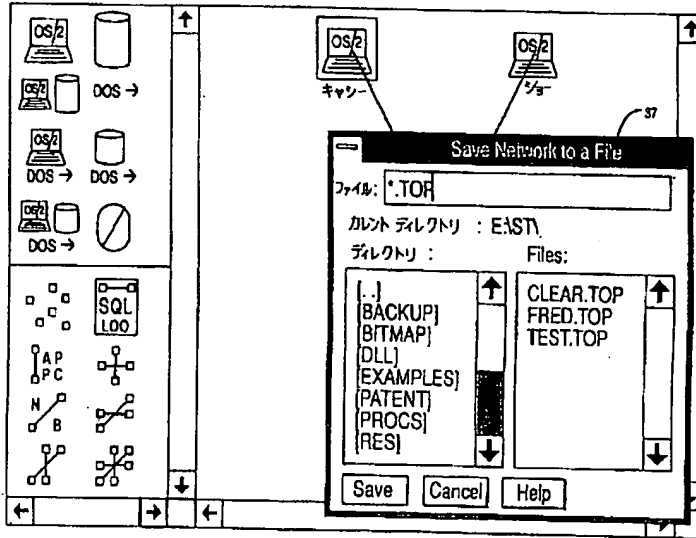 OS/2
OS/2
DOS →
OS/2
DOS →
DOS →
OS/2
DOS →
SQL
LOO
AP
PC
N
B
OS/2
キャシー
OS/2
ジョー
37
Save Network to a File
ファイル: *.TOP
カレント ディレクトリ : E:\ST\
ディレクトリ :
Files:
[..]
[BACKUP]
[BITMAP]
[DLL]
[EXAMPLES]
[PATENT]
[PROCS]
[RES]
CLEAR.TOP
FRED.TOP
TEST.TOP
Save
Cancel
Help